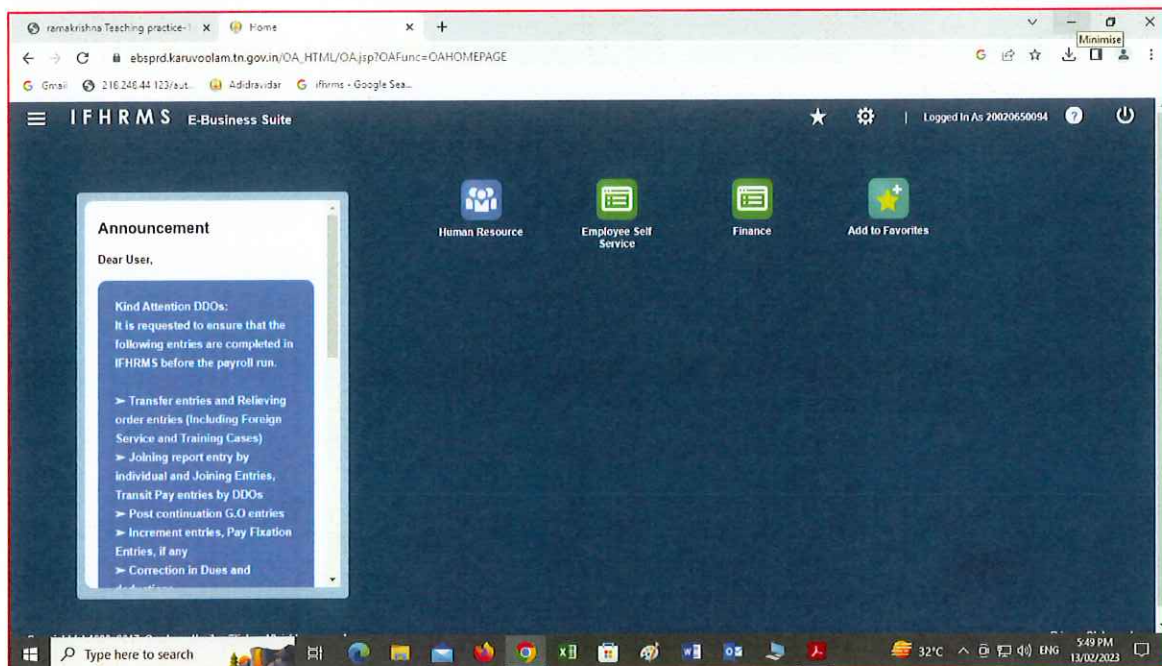 ramakrishna Teaching practice-
Home
Minimise
ebsprd.karuvoolam.tn.gov.in/OA_HTML/OA.jsp?OAFunc=OAHOMEPAGE
Gmail
216.246.44.123/aut...
Adidravidar
ifhrms - Google Sea...
IFHRMS E-Business Suite
Logged In As 20020650094
Announcement
Dear User,
Kind Attention DDOs:
It is requested to ensure that the
following entries are completed in
IFHRMS before the payroll run.
➢ Transfer entries and Relieving
order entries (Including Foreign
Service and Training Cases)
➢ Joining report entry by
individual and Joining Entries,
Transit Pay entries by DDOs
➢ Post continuation G.O entries
➢ Increment entries, Pay Fixation
Entries, if any
➢ Correction in Dues and
Human Resource
Employee Self
Service
Finance
Add to Favorites
Type here to search
32°C
ENG
5:49 PM
13/02/2023